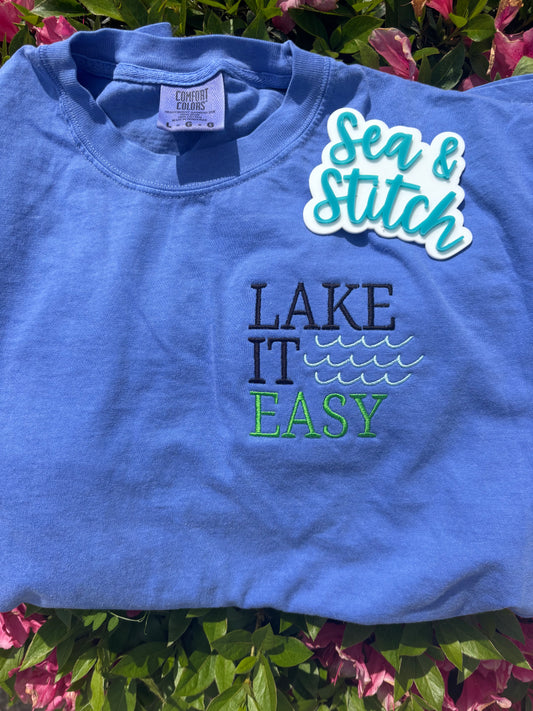 COMFORT
COLORS
L - G - G
Sea &
Stitch
LAKE
IT
EASY